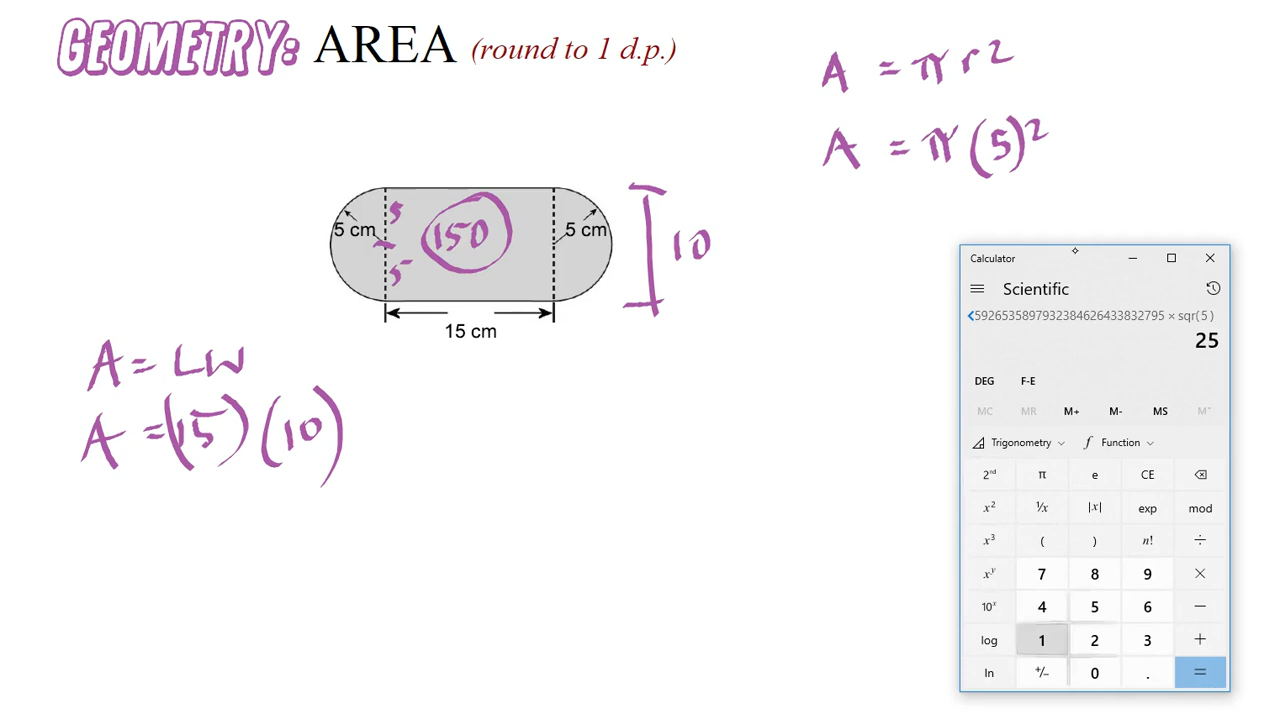 GEOMETRY: AREA (round to 1 d.p.)
A = πr2
A = π(5)2
5
150
5 cm
5 cm
5
10
15 cm
A = LW
A = (15)(10)
Calculator
Scientific
5926535897932384626433832795 × sqr(5)
25
DEG F-E
MC MR M+ M- MS M˅
Trigonometry Function
2nd π e CE
x2 1/x |x| exp mod
x3 ( ) n! ÷
xy 7 8 9 ×
10x 4 5 6 −
log 1 2 3 +
ln +/- 0 . =